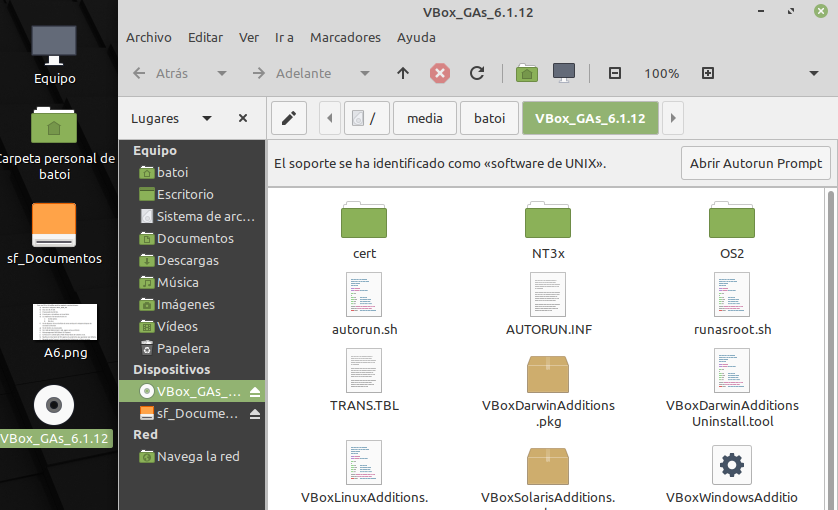 VBox_GAs_6.1.12
Archivo Editar Ver Ir a Marcadores Ayuda
Atrás Adelante 100%
Lugares / media batoi VBox_GAs_6.1.12
El soporte se ha identificado como «software de UNIX». Abrir Autorun Prompt
Equipo
Carpeta personal de
batoi
sf_Documentos
A6.png
VBox_GAs_6.1.12
Equipo
batoi
Escritorio
Sistema de arc...
Documentos
Descargas
Música
Imágenes
Vídeos
Papelera
Dispositivos
VBox_GAs_...
sf_Docume...
Red
Navega la red
cert NT3x OS2
autorun.sh AUTORUN.INF runasroot.sh
TRANS.TBL VBoxDarwinAdditions VBoxDarwinAdditions
.pkg Uninstall.tool
VBoxLinuxAdditions. VBoxSolarisAdditions. VBoxWindowsAdditio